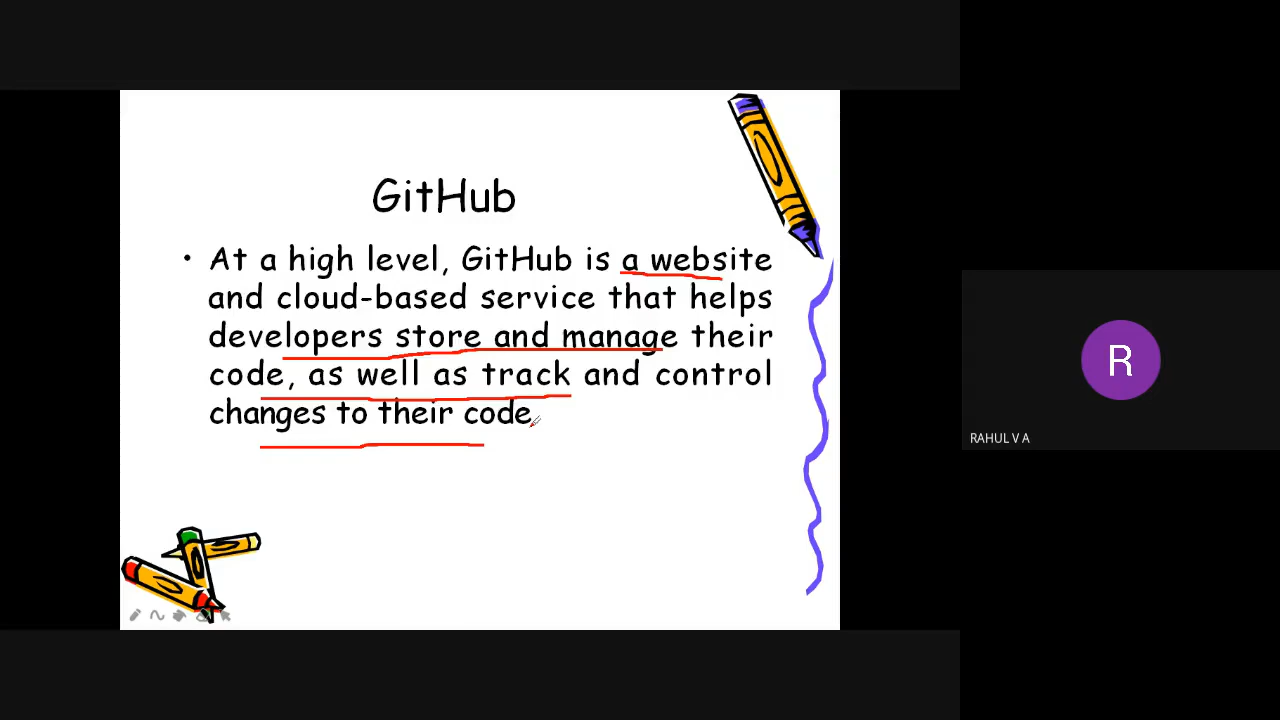 GitHub
• At a high level, GitHub is a website
and cloud-based service that helps
developers store and manage their
code, as well as track and control
changes to their code
R
RAHUL V A